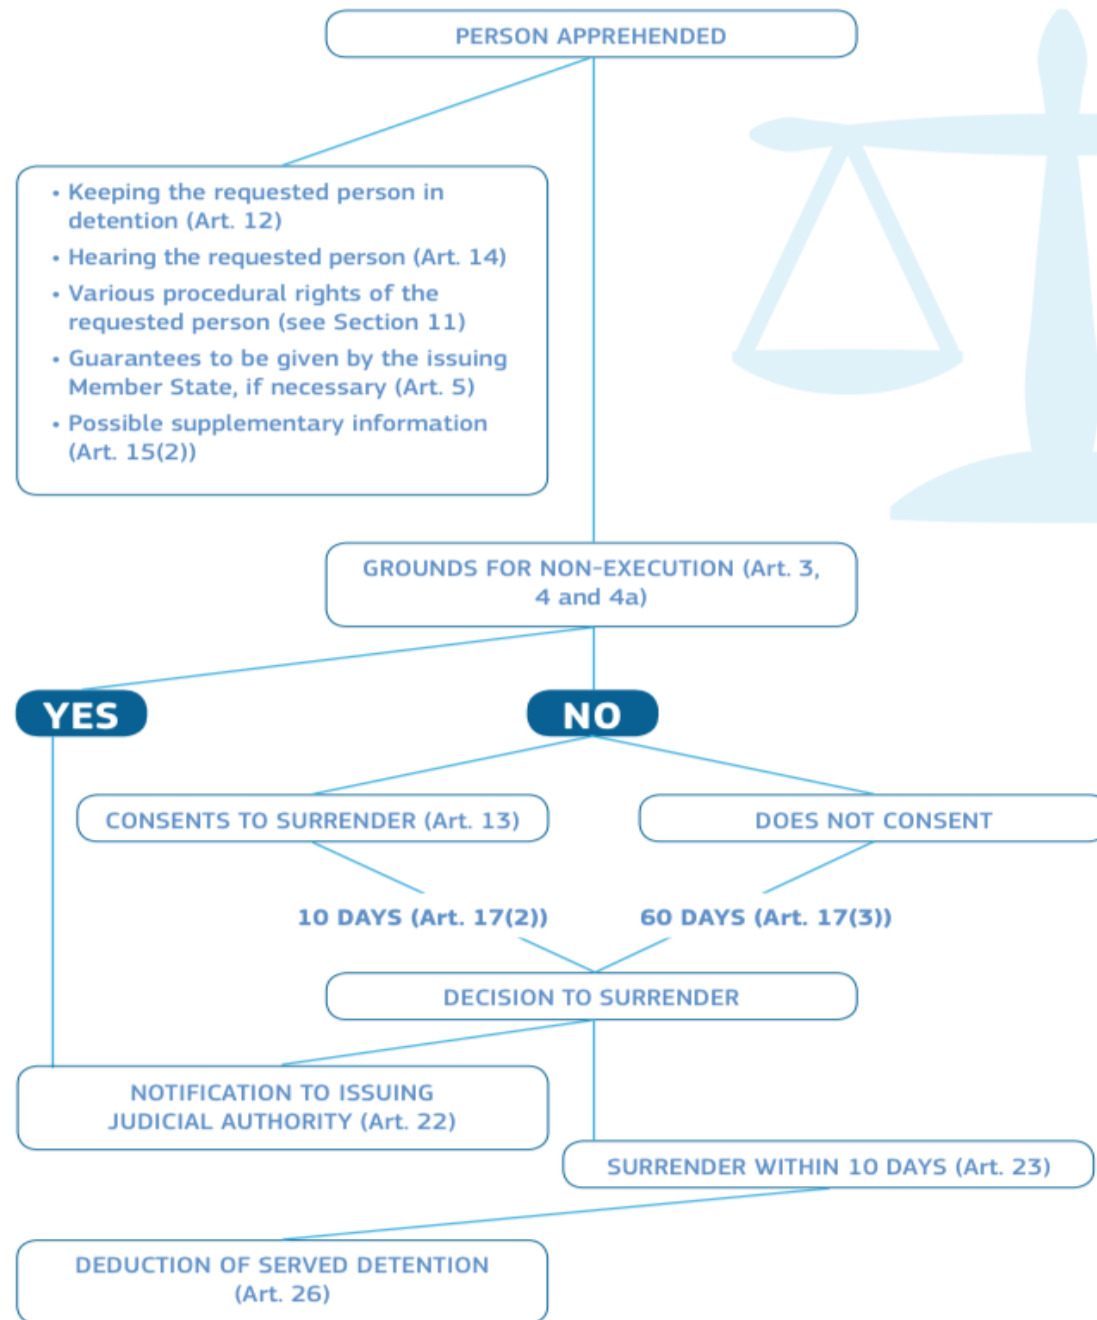 PERSON APPREHENDED
• Keeping the requested person in
detention (Art. 12)
• Hearing the requested person (Art. 14)
• Various procedural rights of the
requested person (see Section 11)
• Guarantees to be given by the issuing
Member State, if necessary (Art. 5)
• Possible supplementary information
(Art. 15(2))
GROUNDS FOR NON-EXECUTION (Art. 3,
4 and 4a)
YES
NO
CONSENTS TO SURRENDER (Art. 13)
DOES NOT CONSENT
10 DAYS (Art. 17(2))
60 DAYS (Art. 17(3))
DECISION TO SURRENDER
NOTIFICATION TO ISSUING
JUDICIAL AUTHORITY (Art. 22)
SURRENDER WITHIN 10 DAYS (Art. 23)
DEDUCTION OF SERVED DETENTION
(Art. 26)